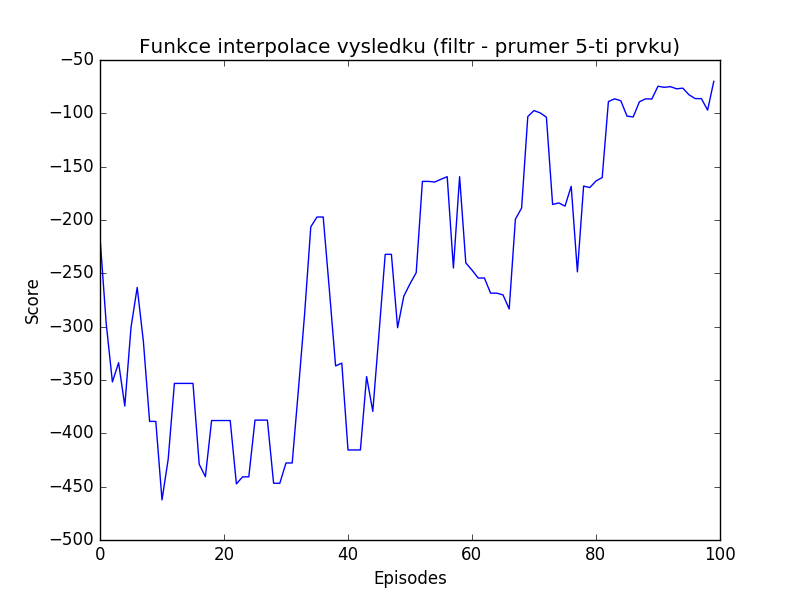 Funkce interpolace vysledku (filtr - prumer 5-ti prvku)
−50
−100
−150
−200
−250
−300
−350
−400
−450
−500
Score
0 20 40 60 80 100
Episodes